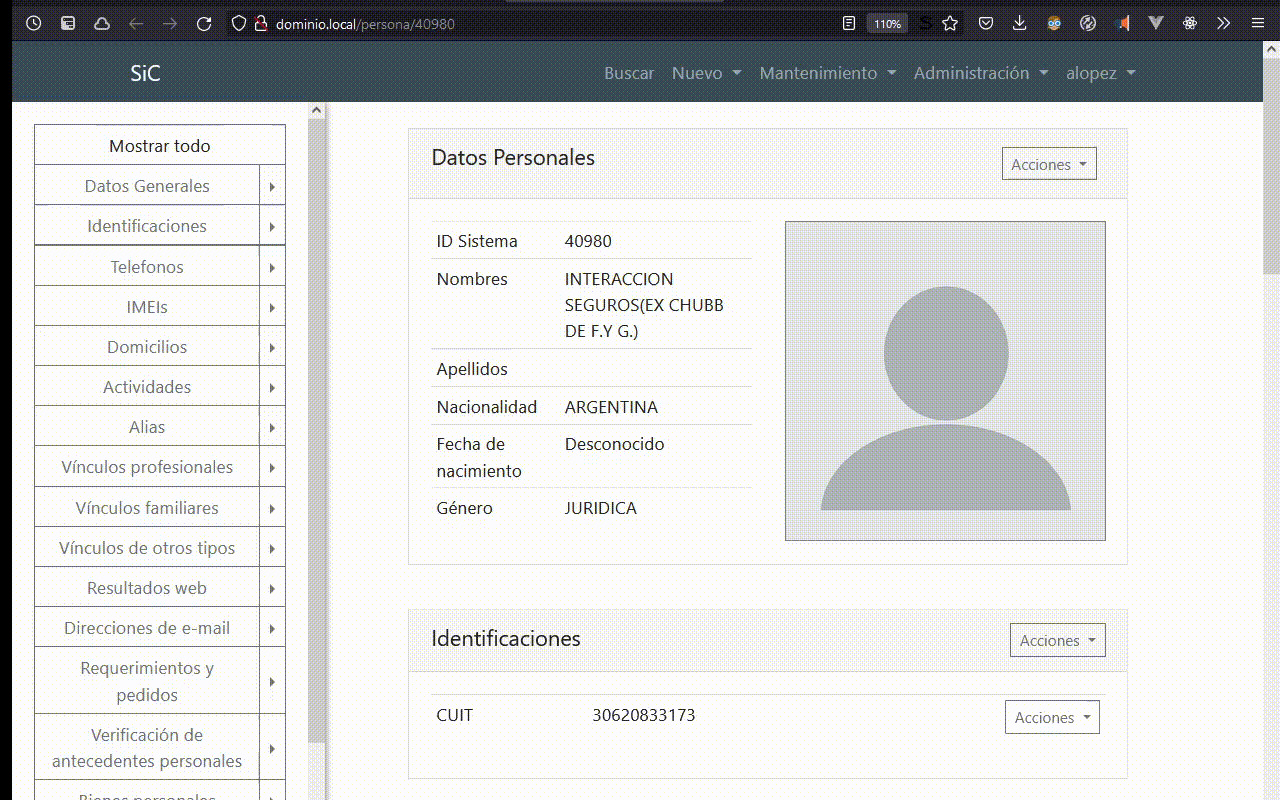 dominio.local/persona/40980
110%
SiC
Buscar Nuevo Mantenimiento Administración alopez
Mostrar todo
Datos Generales
Identificaciones
Telefonos
IMEIs
Domicilios
Actividades
Alias
Vínculos profesionales
Vínculos familiares
Vínculos de otros tipos
Resultados web
Direcciones de e-mail
Requerimientos y
pedidos
Verificación de
antecedentes personales
Bienes personales
Datos Personales
Acciones
ID Sistema 40980
Nombres INTERACCION
SEGUROS(EX CHUBB
DE F.Y G.)
Apellidos
Nacionalidad ARGENTINA
Fecha de Desconocido
nacimiento
Género JURIDICA
Identificaciones
Acciones
CUIT 30620833173 Acciones